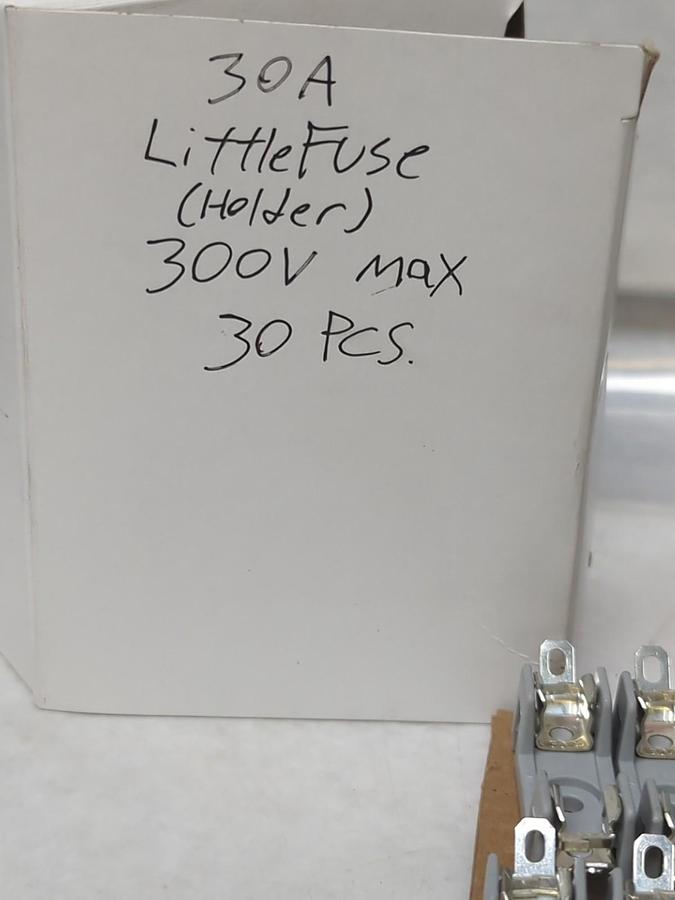 30A
LittleFuse
(Holder)
300V max
30 PCS.